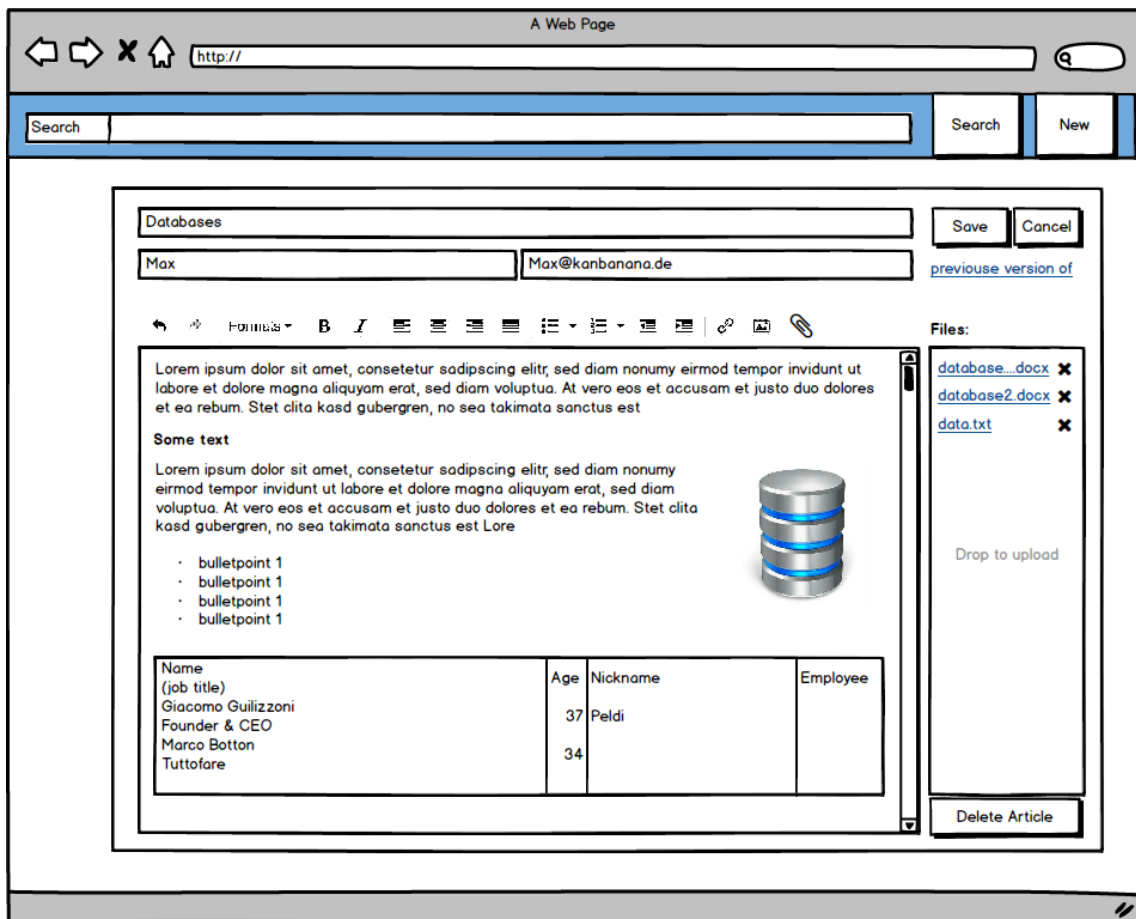 A Web Page
http://
Search
Search
New
Databases
Save
Cancel
Max
Max@kanbanana.de
previouse version of
Formats
B I
Files:
Lorem ipsum dolor sit amet, consetetur sadipscing elitr, sed diam nonumy eirmod tempor invidunt ut
labore et dolore magna aliquyam erat, sed diam voluptua. At vero eos et accusam et justo duo dolores
et ea rebum. Stet clita kasd gubergren, no sea takimata sanctus est
Some text
Lorem ipsum dolor sit amet, consetetur sadipscing elitr, sed diam nonumy
eirmod tempor invidunt ut labore et dolore magna aliquyam erat, sed diam
voluptua. At vero eos et accusam et justo duo dolores et ea rebum. Stet clita
kasd gubergren, no sea takimata sanctus est Lore
· bulletpoint 1
· bulletpoint 1
· bulletpoint 1
· bulletpoint 1
Name
(job title)
Giacomo Guilizzoni
Founder & CEO
Marco Botton
Tuttofare
Age
37
34
Nickname
Peldi
Employee
database....docx
database2.docx
data.txt
Drop to upload
Delete Article